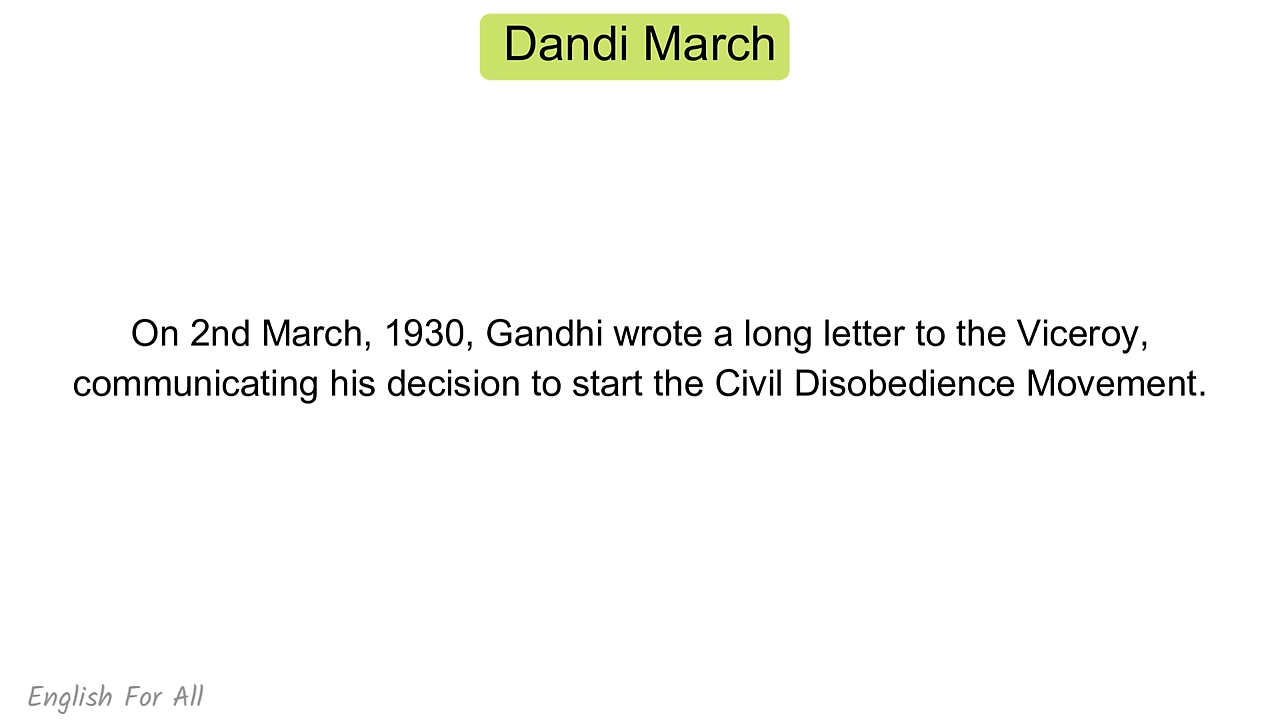 Dandi March
On 2nd March, 1930, Gandhi wrote a long letter to the Viceroy,
communicating his decision to start the Civil Disobedience Movement.
English For All